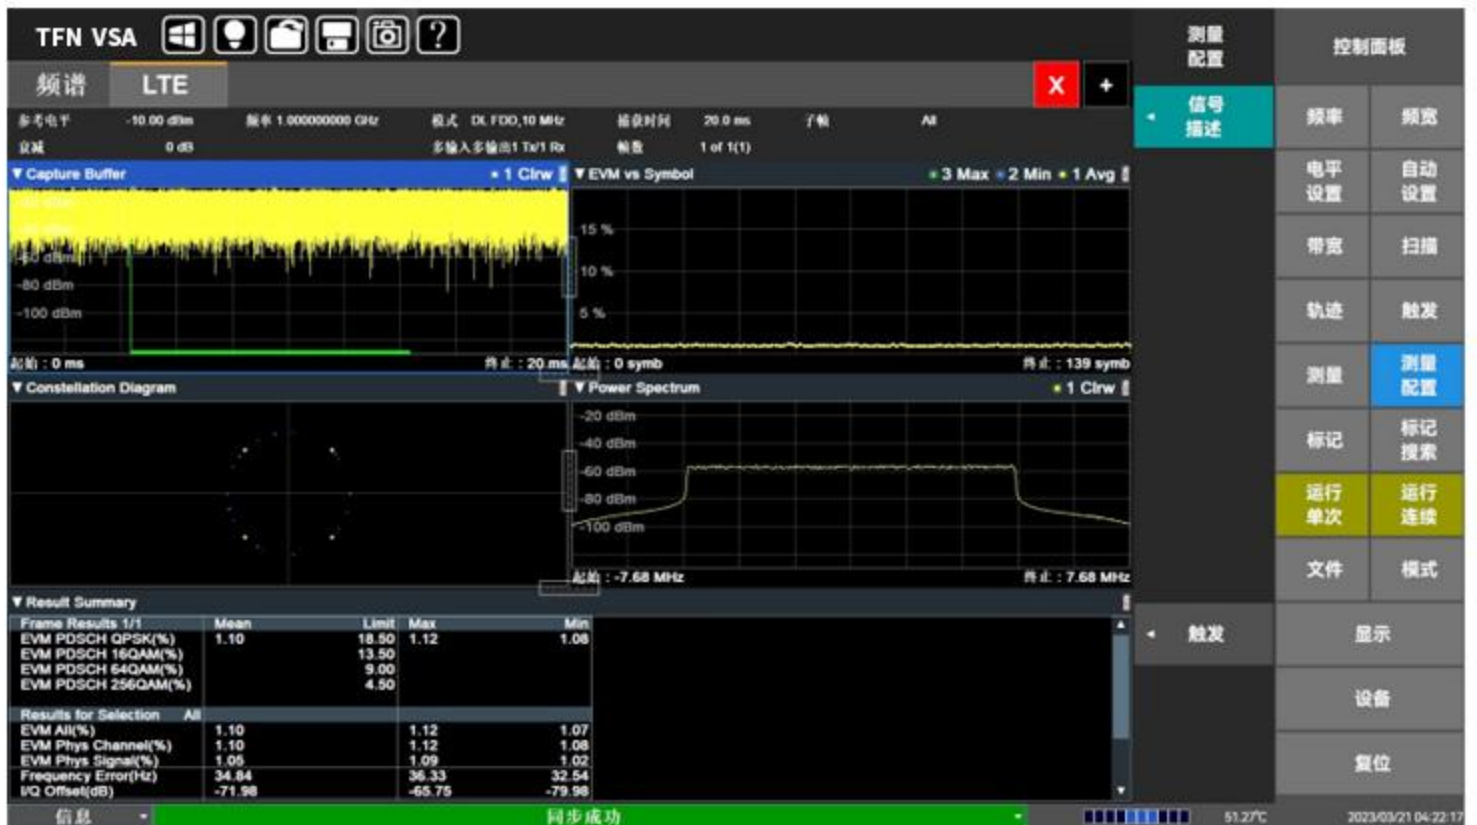 TFN VSA ?
频谱 LTE X +
参考电平 -10.00 dBm 频率 1.000000000 GHz 模式 DL FDD,10 MHz 捕获时间 20.0 ms 子帧 All
衰减 0 dB 多输入多输出1 Tx/1 Rx 帧数 1 of 1(1)
▼ Capture Buffer 1 Clrw
-60 dBm
-80 dBm
-100 dBm
起始 : 0 ms 终止 : 20 ms
▼ EVM vs Symbol 3 Max 2 Min 1 Avg
15 %
10 %
5 %
起始 : 0 symb 终止 : 139 symb
▼ Constellation Diagram
▼ Power Spectrum 1 Clrw
-20 dBm
-40 dBm
-60 dBm
-80 dBm
-100 dBm
起始 : -7.68 MHz 终止 : 7.68 MHz
▼ Result Summary
Frame Results 1/1 Mean Limit Max Min
EVM PDSCH QPSK(%) 1.10 18.50 1.12 1.08
EVM PDSCH 16QAM(%) 13.50
EVM PDSCH 64QAM(%) 9.00
EVM PDSCH 256QAM(%) 4.50
Results for Selection All
EVM All(%) 1.10 1.12 1.07
EVM Phys Channel(%) 1.10 1.12 1.08
EVM Phys Signal(%) 1.05 1.09 1.02
Frequency Error(Hz) 34.84 36.33 32.54
I/Q Offset(dB) -71.98 -65.75 -79.98
信息 同步成功 51.27℃ 2023/03/21 04:22:17
测量
配置
信号
描述
触发
控制面板
频率 频宽
电平 自动
设置 设置
带宽 扫描
轨迹 触发
测量 测量
配置
标记 标记
搜索
运行 运行
单次 连续
文件 模式
显示
设备
复位